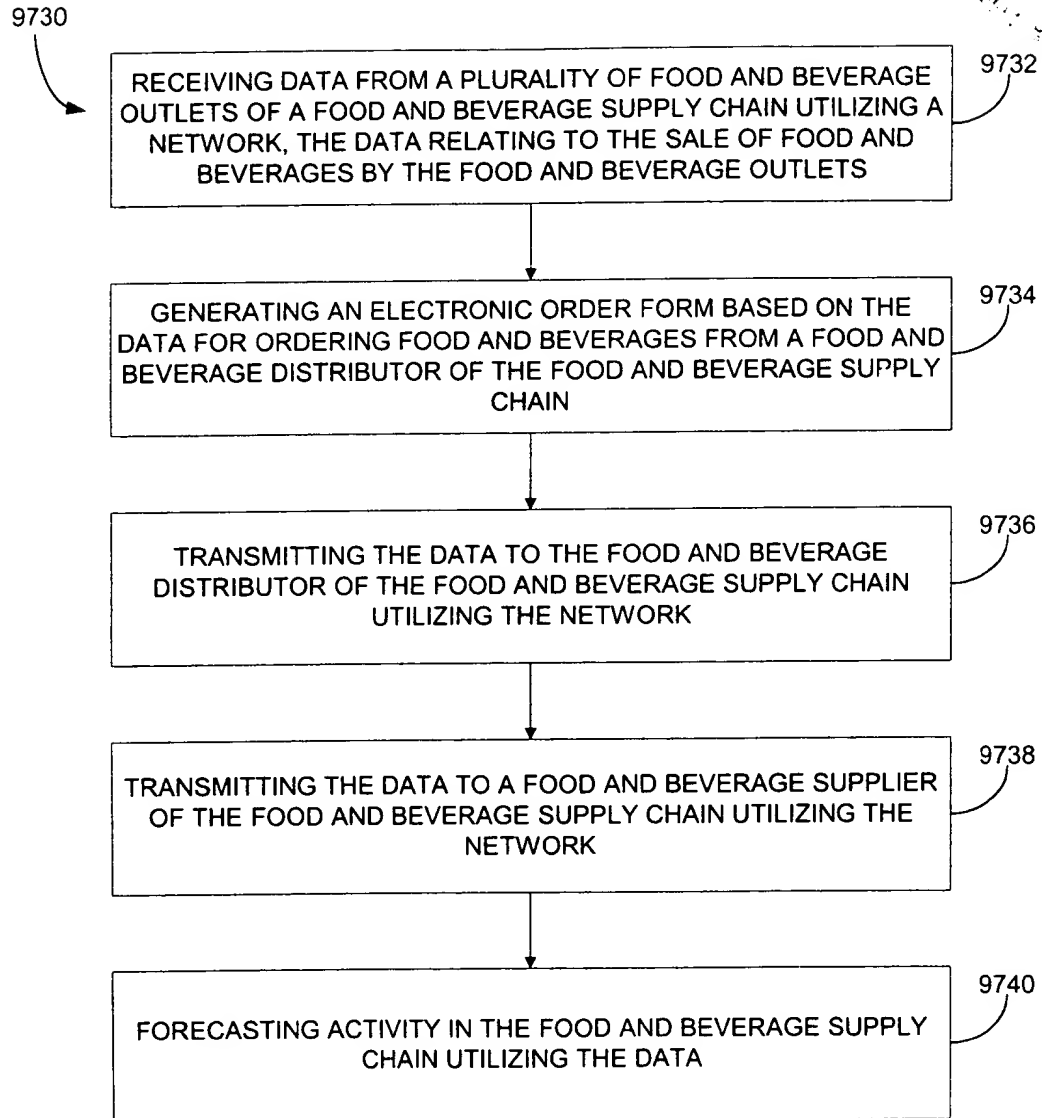 9730
9732
RECEIVING DATA FROM A PLURALITY OF FOOD AND BEVERAGE
OUTLETS OF A FOOD AND BEVERAGE SUPPLY CHAIN UTILIZING A
NETWORK, THE DATA RELATING TO THE SALE OF FOOD AND
BEVERAGES BY THE FOOD AND BEVERAGE OUTLETS
9734
GENERATING AN ELECTRONIC ORDER FORM BASED ON THE
DATA FOR ORDERING FOOD AND BEVERAGES FROM A FOOD AND
BEVERAGE DISTRIBUTOR OF THE FOOD AND BEVERAGE SUPPLY
CHAIN
9736
TRANSMITTING THE DATA TO THE FOOD AND BEVERAGE
DISTRIBUTOR OF THE FOOD AND BEVERAGE SUPPLY CHAIN
UTILIZING THE NETWORK
9738
TRANSMITTING THE DATA TO A FOOD AND BEVERAGE SUPPLIER
OF THE FOOD AND BEVERAGE SUPPLY CHAIN UTILIZING THE
NETWORK
9740
FORECASTING ACTIVITY IN THE FOOD AND BEVERAGE SUPPLY
CHAIN UTILIZING THE DATA